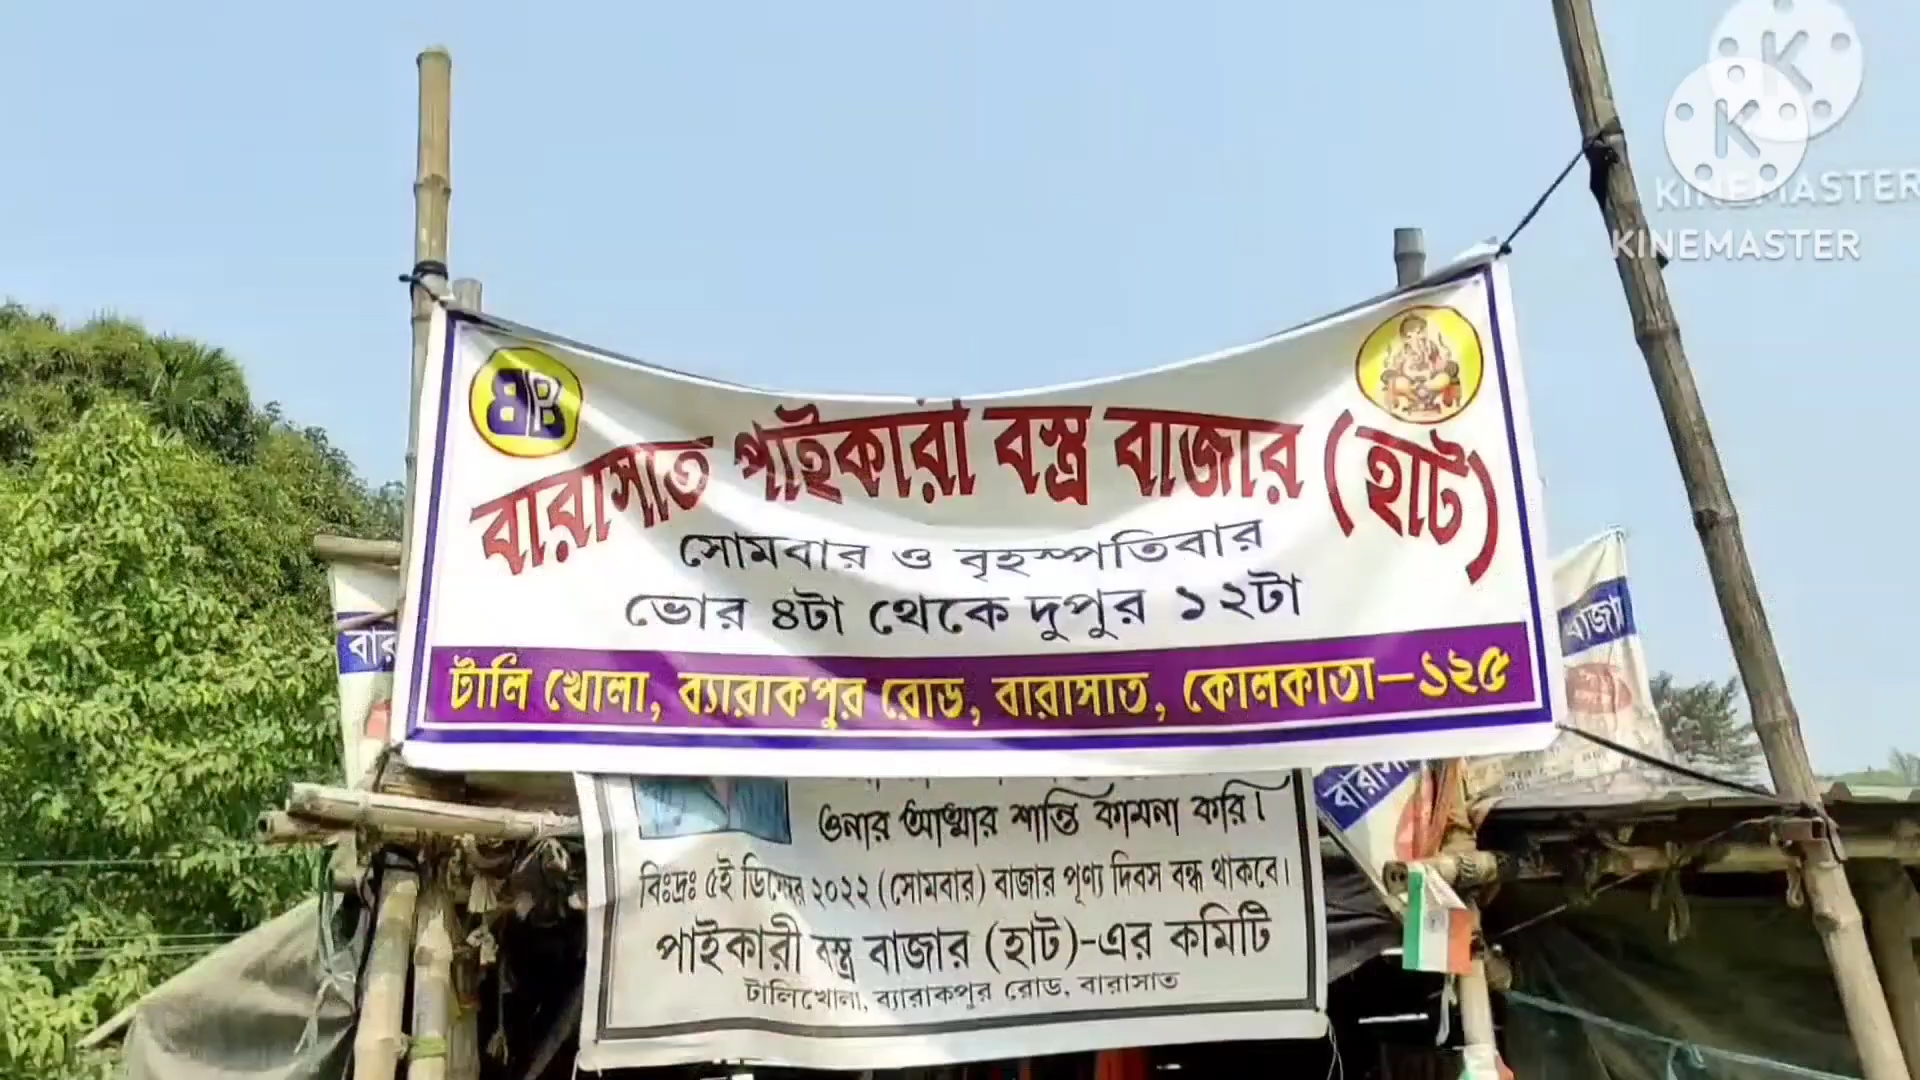 KINEMASTER
KINEMASTER
BB
বারাসাত পাইকারী বস্ত্র বাজার (হাট)
সোমবার ও বৃহস্পতিবার
ভোর ৪টা থেকে দুপুর ১২টা
টালি খোলা, ব্যারাকপুর রোড, বারাসাত, কোলকাতা-১২৫
বার
বাজা
বারাসা
ওনার আত্মার শান্তি কামনা করি।
বিঃদ্রঃ ৫ই ডিসেম্বর ২০২২ (সোমবার) বাজার পূণ্য দিবস বন্ধ থাকবে।
পাইকারী বস্ত্র বাজার (হাট)-এর কমিটি
টালিখোলা, ব্যারাকপুর রোড, বারাসাত